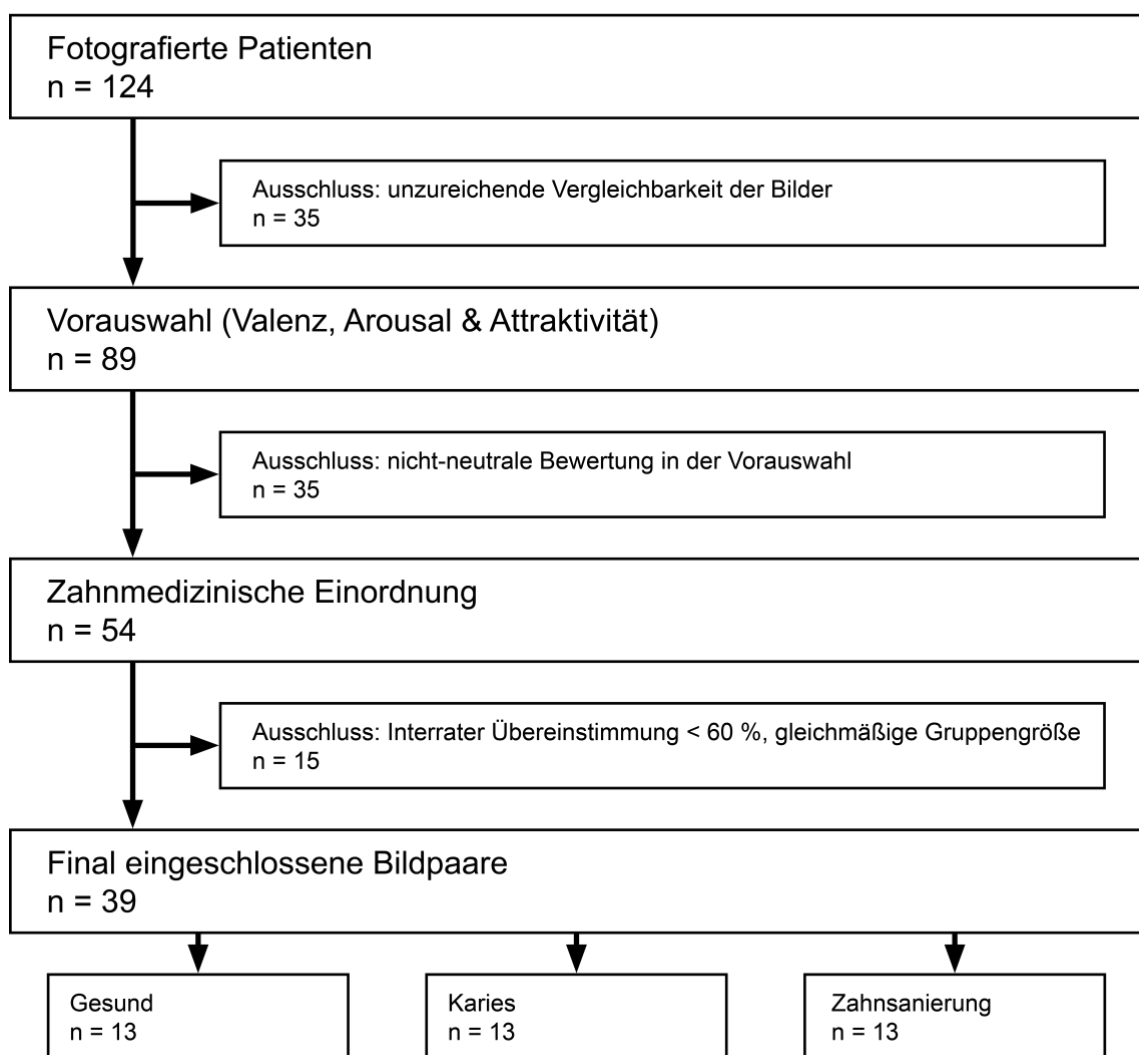 Fotografierte Patienten
n = 124
Ausschluss: unzureichende Vergleichbarkeit der Bilder
n = 35
Vorauswahl (Valenz, Arousal & Attraktivität)
n = 89
Ausschluss: nicht-neutrale Bewertung in der Vorauswahl
n = 35
Zahnmedizinische Einordnung
n = 54
Ausschluss: Interrater Übereinstimmung < 60 %, gleichmäßige Gruppengröße
n = 15
Final eingeschlossene Bildpaare
n = 39
Gesund
n = 13
Karies
n = 13
Zahnsanierung
n = 13